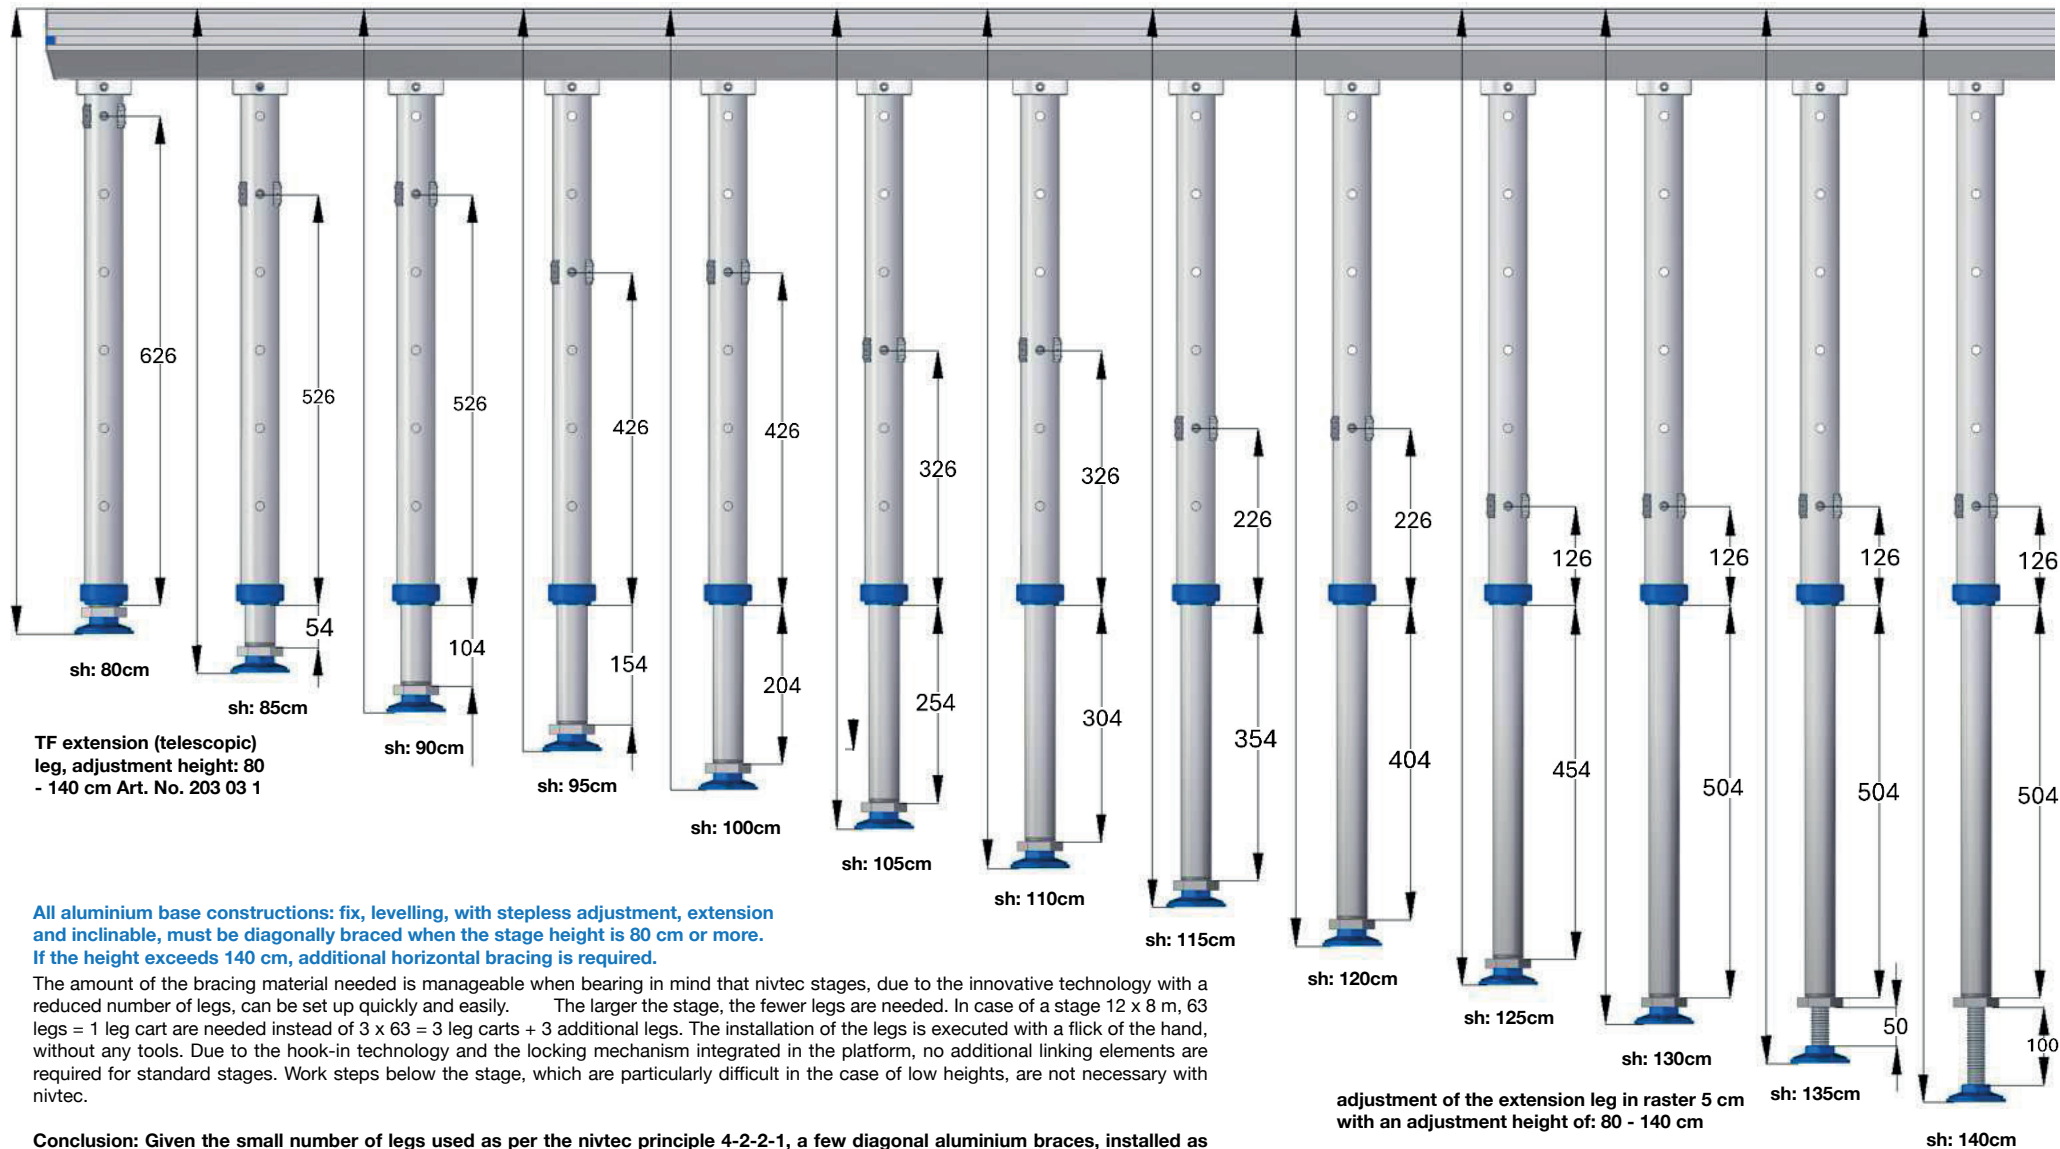 626
526
526
426
426
326
326
226
226
126
126
126
126
54
104
154
204
254
304
354
404
454
504
504
504
50
100
sh: 80cm
sh: 85cm
sh: 90cm
sh: 95cm
sh: 100cm
sh: 105cm
sh: 110cm
sh: 115cm
sh: 120cm
sh: 125cm
sh: 130cm
sh: 135cm
sh: 140cm
TF extension (telescopic)
leg, adjustment height: 80
- 140 cm Art. No. 203 03 1
All aluminium base constructions: fix, levelling, with stepless adjustment, extension
and inclinable, must be diagonally braced when the stage height is 80 cm or more.
If the height exceeds 140 cm, additional horizontal bracing is required.
The amount of the bracing material needed is manageable when bearing in mind that nivtec stages, due to the innovative technology with a
reduced number of legs, can be set up quickly and easily. The larger the stage, the fewer legs are needed. In case of a stage 12 x 8 m, 63
legs = 1 leg cart are needed instead of 3 x 63 = 3 leg carts + 3 additional legs. The installation of the legs is executed with a flick of the hand,
without any tools. Due to the hook-in technology and the locking mechanism integrated in the platform, no additional linking elements are
required for standard stages. Work steps below the stage, which are particularly difficult in the case of low heights, are not necessary with
nivtec.
Conclusion: Given the small number of legs used as per the nivtec principle 4-2-2-1, a few diagonal aluminium braces, installed as
adjustment of the extension leg in raster 5 cm
with an adjustment height of: 80 - 140 cm